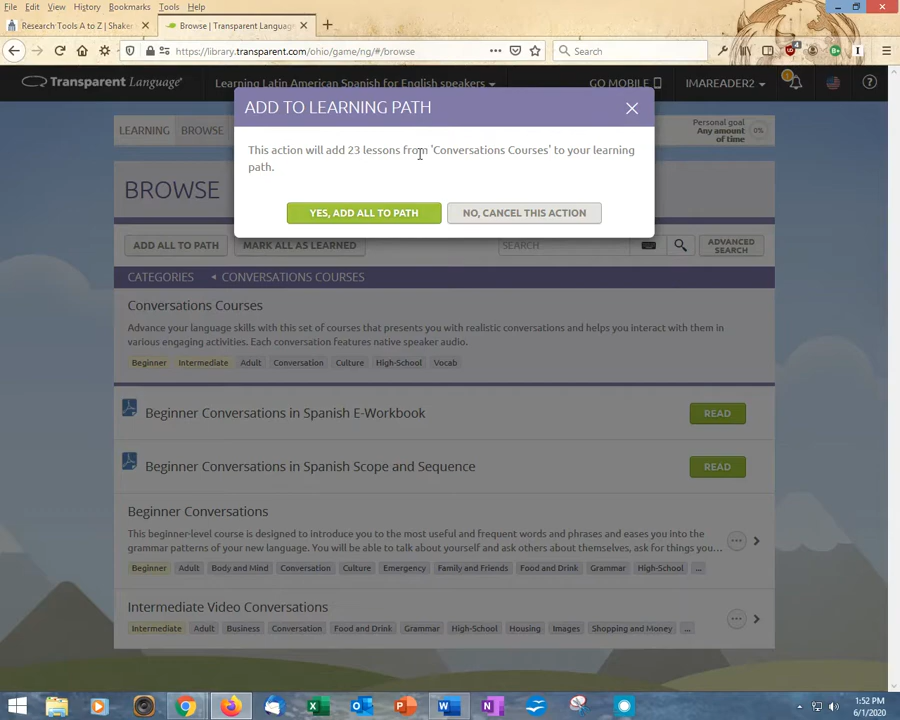 File Edit View History Bookmarks Tools Help
Research Tools A to Z | Shaker
Browse | Transparent Language
https://library.transparent.com/ohio/game/ng/#/browse
Search
4
Transparent Language
Learning Latin American Spanish for English speakers
GO MOBILE
IMAREADER2
1
ADD TO LEARNING PATH
LEARNING BROWSE
Personal goal
Any amount
of time
0%
This action will add 23 lessons from 'Conversations Courses' to your learning
path.
BROWSE
YES, ADD ALL TO PATH
NO, CANCEL THIS ACTION
ADD ALL TO PATH
MARK ALL AS LEARNED
SEARCH
ADVANCED
SEARCH
CATEGORIES
CONVERSATIONS COURSES
Conversations Courses
Advance your language skills with this set of courses that presents you with realistic conversations and helps you interact with them in
various engaging activities. Each conversation features native speaker audio.
Beginner Intermediate Adult Conversation Culture High-School Vocab
Beginner Conversations in Spanish E-Workbook
READ
Beginner Conversations in Spanish Scope and Sequence
READ
Beginner Conversations
This beginner-level course is designed to introduce you to the most useful and frequent words and phrases and eases you into the
grammar patterns of your new language. You will be able to talk about yourself and ask others about themselves, ask for things you...
Beginner Adult Body and Mind Conversation Culture Emergency Family and Friends Food and Drink Grammar High-School ...
Intermediate Video Conversations
Intermediate Adult Business Conversation Food and Drink Grammar High-School Housing Images Shopping and Money ...
1:52 PM
6/1/2020